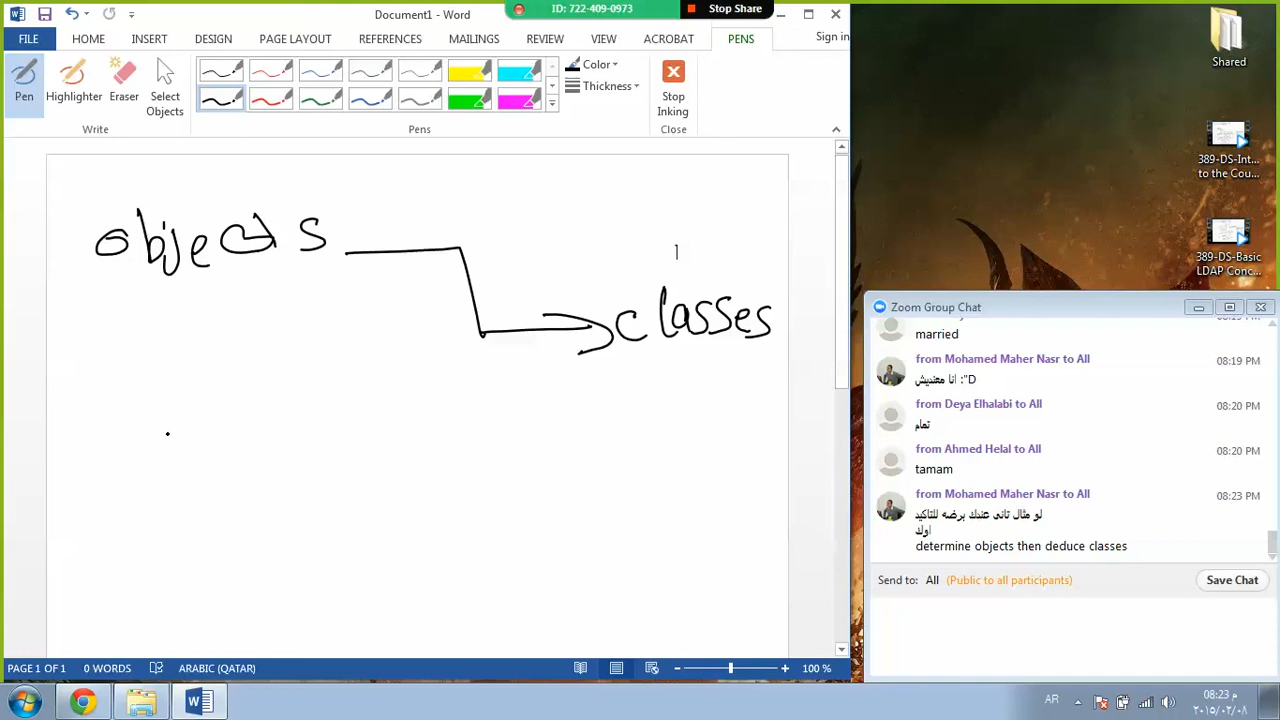 Document1 - Word
ID: 722-409-0973
Stop Share
FILE HOME INSERT DESIGN PAGE LAYOUT REFERENCES MAILINGS REVIEW VIEW ACROBAT PENS Sign in
Pen
Highlighter
Eraser
Select
Objects
Color
Thickness
Stop
Inking
Write
Pens
Close
objects
classes
PAGE 1 OF 1 0 WORDS ARABIC (QATAR) 100 %
Shared
389-DS-Int...
to the Cou...
389-DS-Basic
LDAP Conc...
Zoom Group Chat
married
from Mohamed Maher Nasr to All 08:19 PM
انا معنديش :"D
from Deya Elhalabi to All 08:20 PM
تمام
from Ahmed Helal to All 08:20 PM
tamam
from Mohamed Maher Nasr to All 08:23 PM
لو مثال تانى عندك برضه للتاكيد
اوك
determine objects then deduce classes
Send to: All (Public to all participants) Save Chat
AR
08:23 م
٢٠١٥/٠٢/٠٨